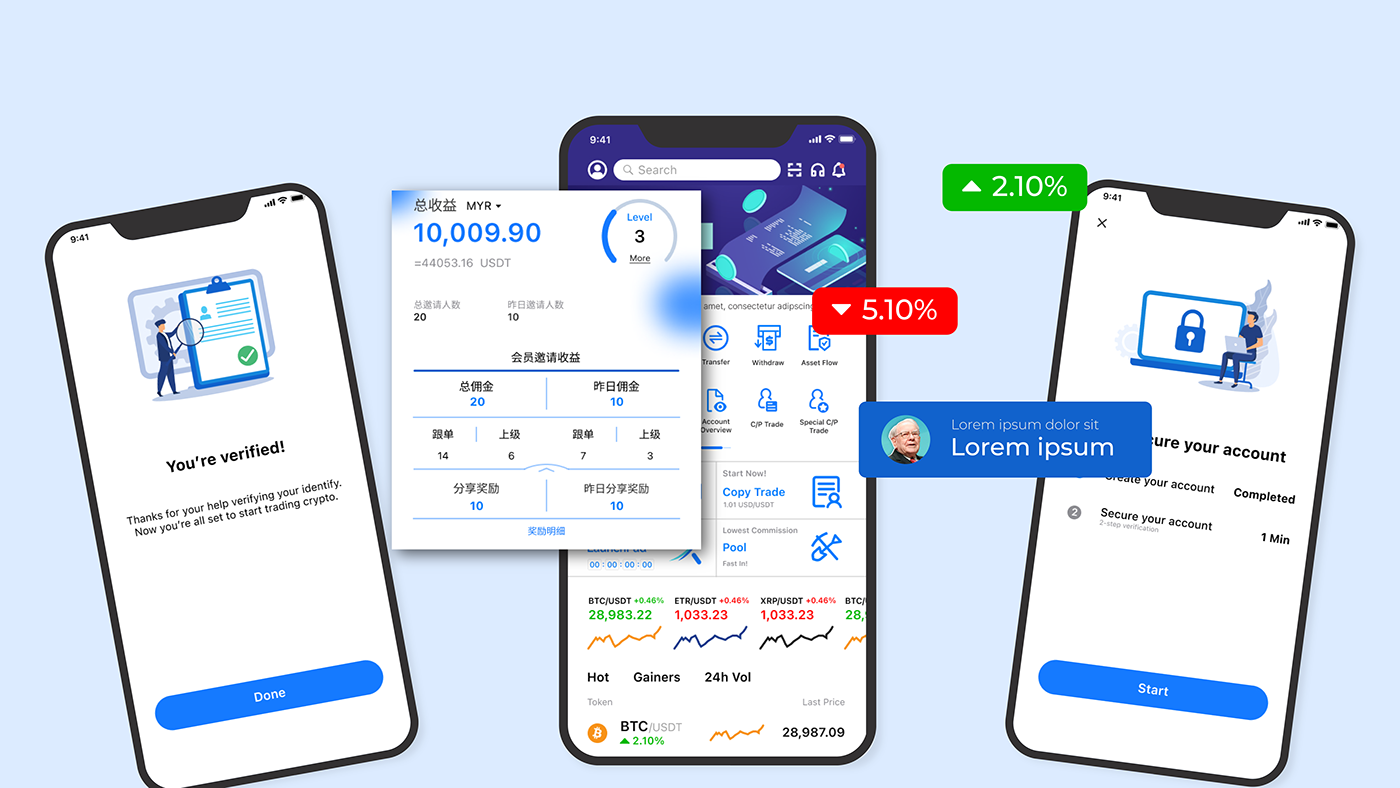 9:41
You're verified!
Thanks for your help verifying your identify.
Now you're all set to start trading crypto.
Done
总收益 MYR
10,009.90
=44053.16 USDT
Level
3
More
总邀请人数 昨日邀请人数
20 10
会员邀请收益
总佣金 昨日佣金
20 10
跟单 上级 跟单 上级
14 6 7 3
分享奖励 昨日分享奖励
10 10
奖励明细
9:41
Search
amet, consectetur adipscing
Transfer Withdraw Asset Flow
Account
Overview
C/P Trade
Special C/P
Trade
Start Now!
Copy Trade
1.01 USD/USDT
Lowest Commission
Pool
Fast In!
00 : 00 : 00 : 00
BTC/USDT +0.46% ETR/USDT +0.46% XRP/USDT +0.46% BTC/
28,983.22 1,033.23 1,033.23 28,
Hot Gainers 24h Vol
Token Last Price
BTC/USDT
2.10%
28,987.09
5.10%
2.10%
Lorem ipsum dolor sit
Lorem ipsum
9:41
cure your account
Create your account Completed
2 Secure your account
2-step verification
1 Min
Start